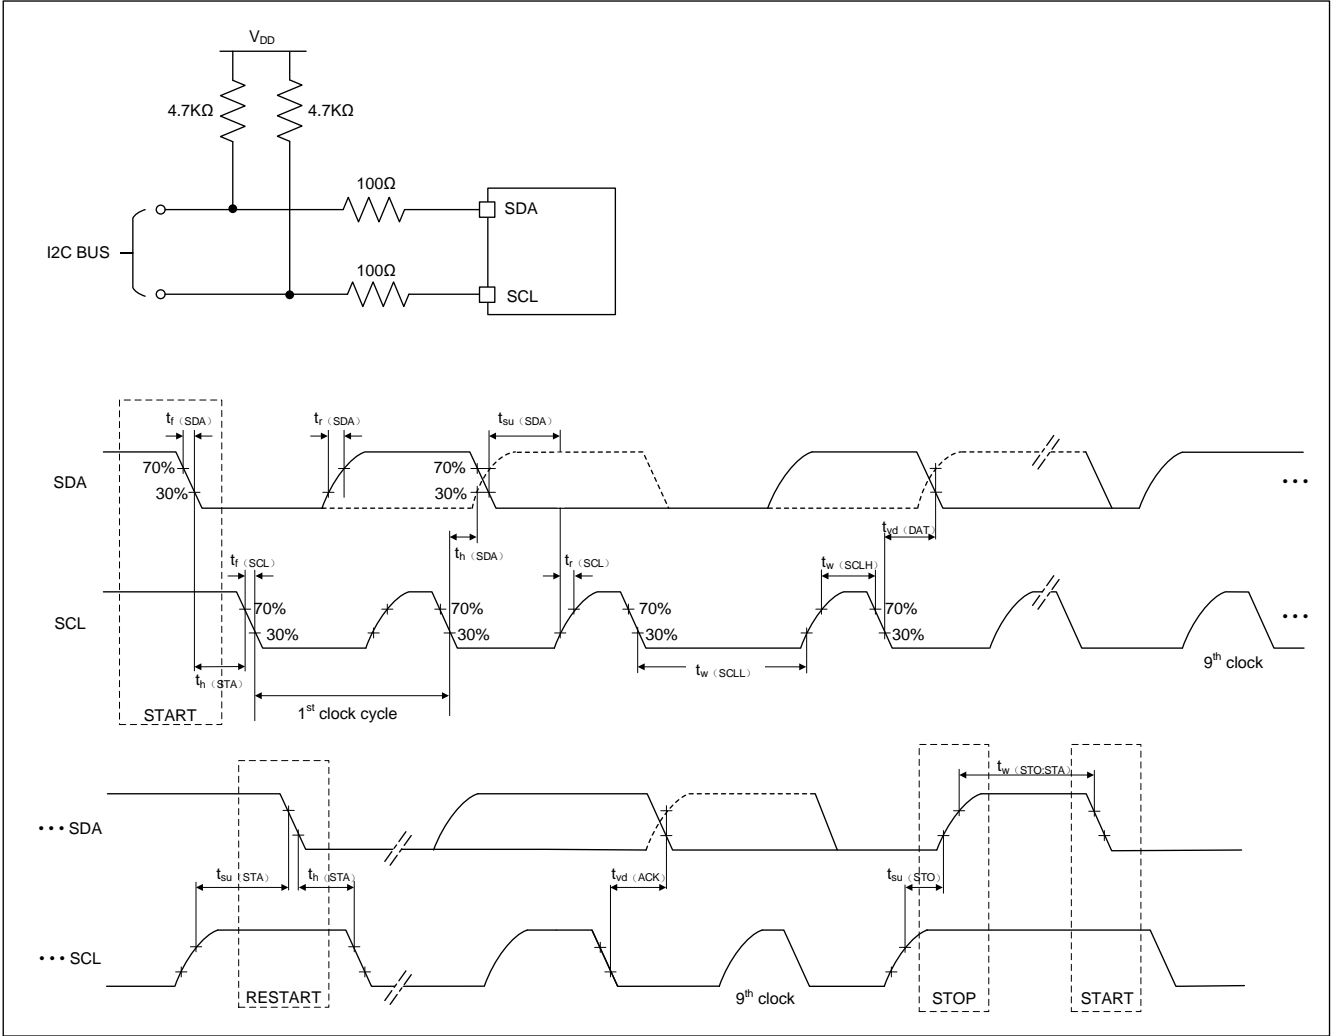 VDD
4.7KΩ 4.7KΩ
100Ω
SDA
I2C BUS
100Ω
SCL
tf（SDA） tr（SDA） tsu（SDA）
70% 70%
SDA •••
30% 30%
tvd（DAT）
th（SDA）
tf（SCL） tr（SCL） tw（SCLH）
70% 70% 70% 70%
SCL •••
30% 30% 30% 30%
9th clock
tw（SCLL）
th（STA）
START
1st clock cycle
tw（STO:STA）
••• SDA
tsu（STA） th（STA） tvd（ACK） tsu（STO）
••• SCL
RESTART 9th clock STOP START